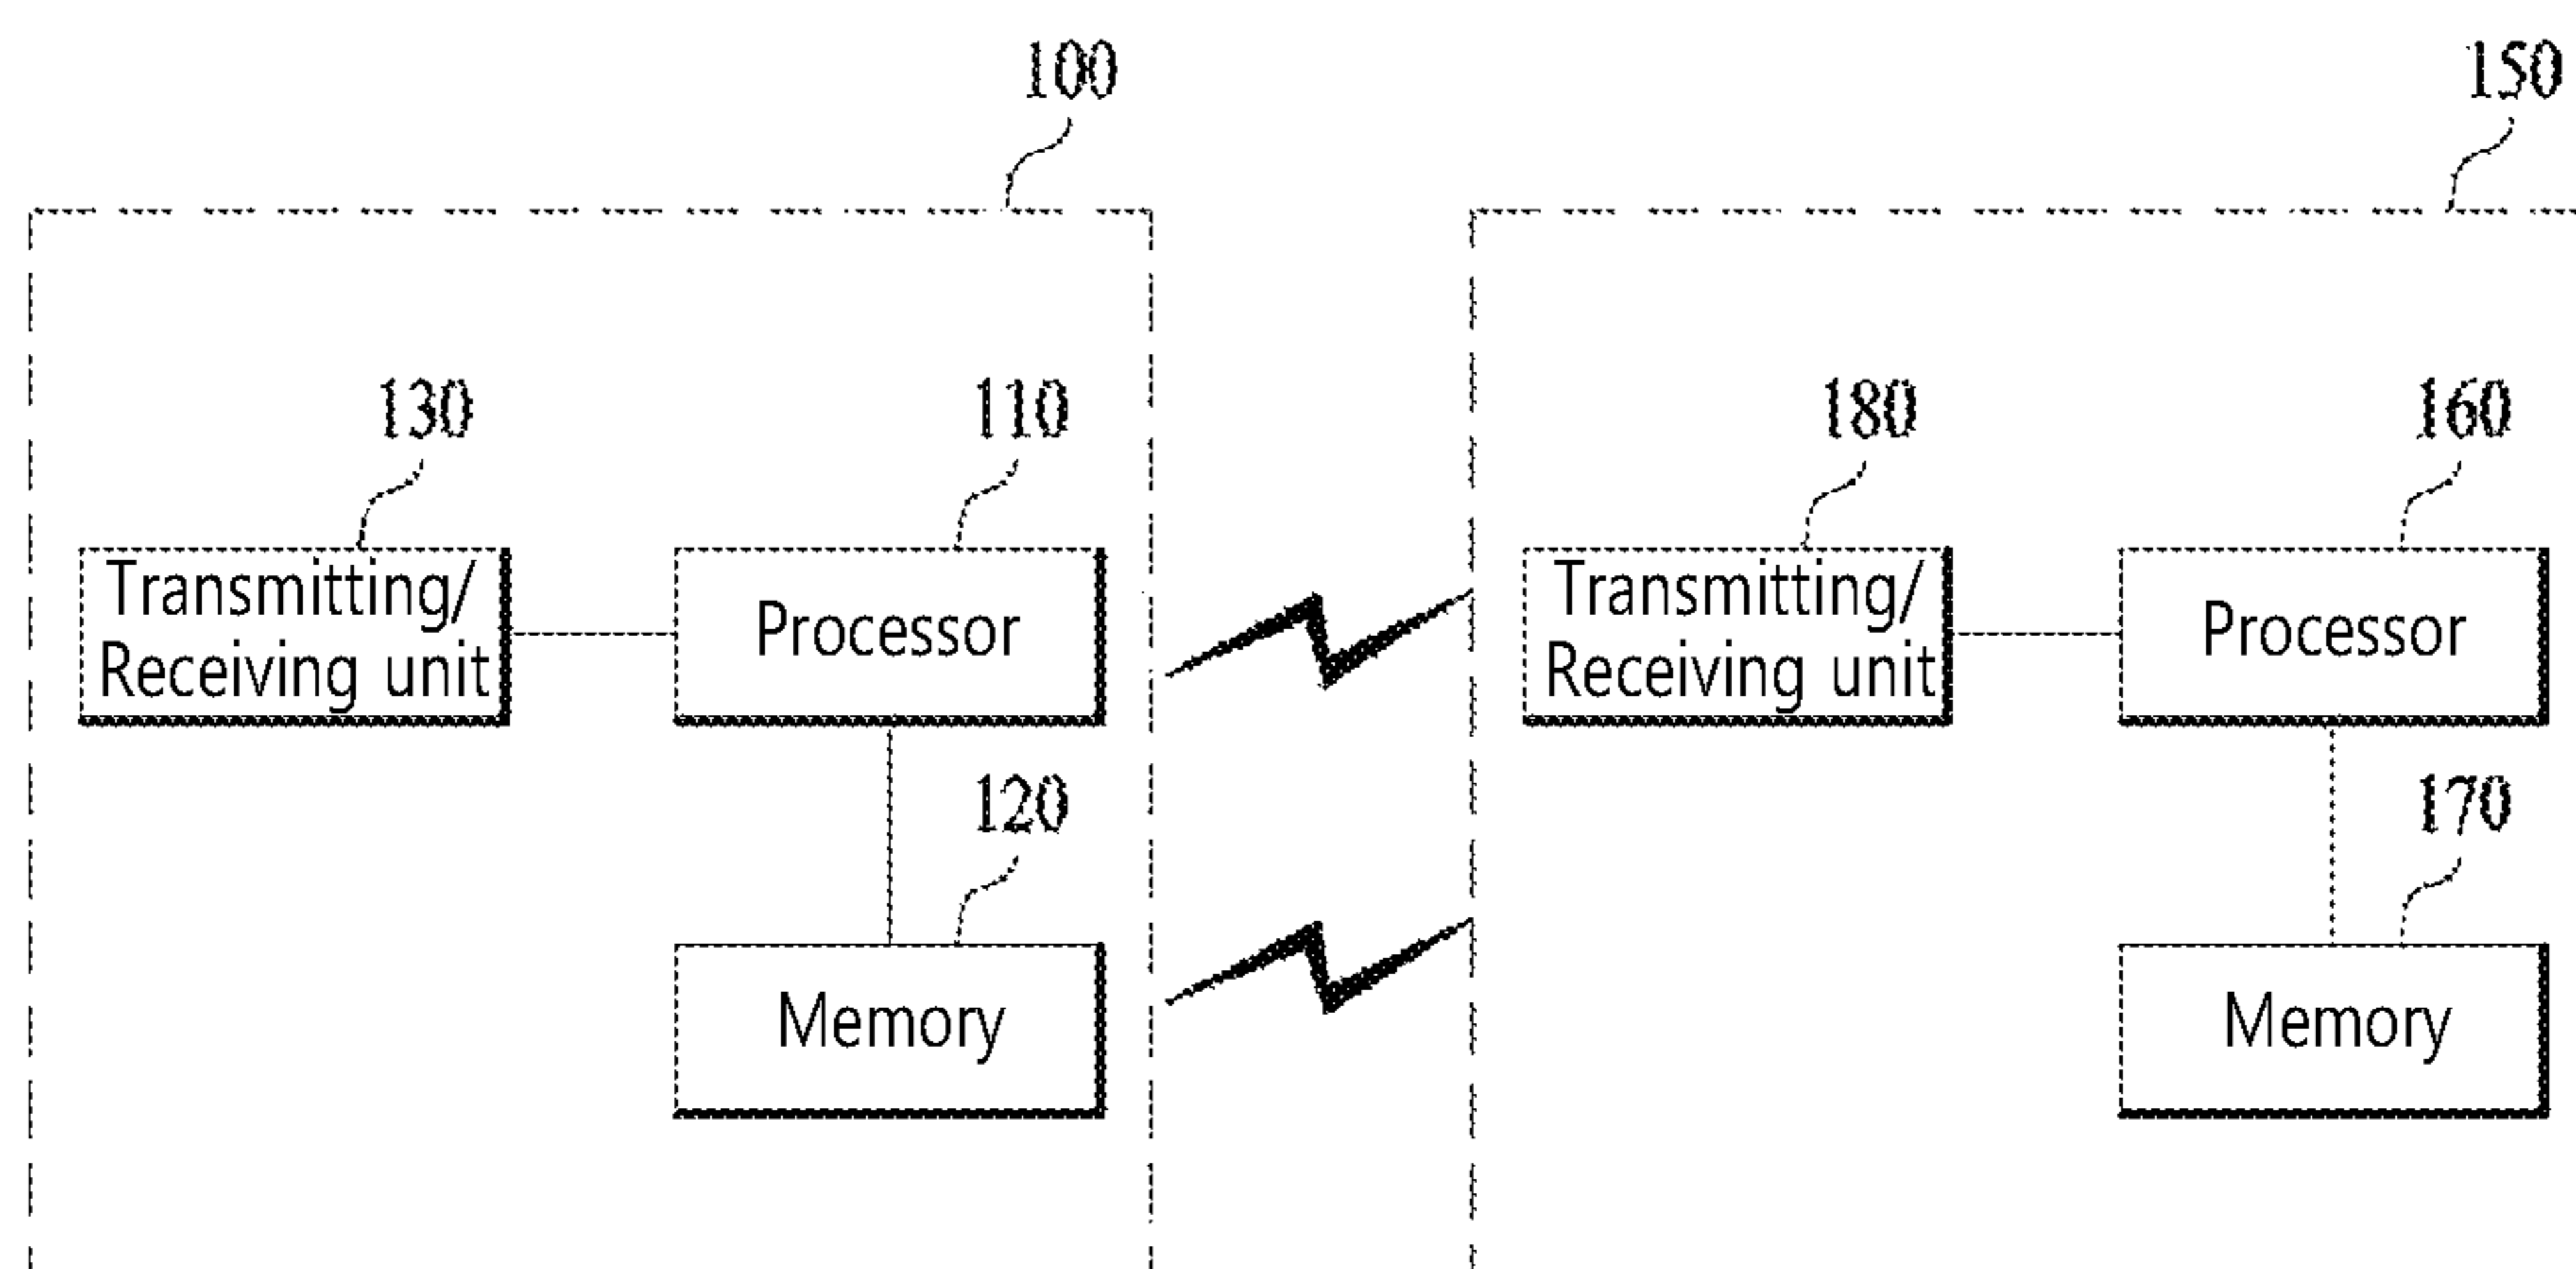 100
150
130
110
180
160
Transmitting/
Receiving unit
Processor
Transmitting/
Receiving unit
Processor
120
170
Memory
Memory